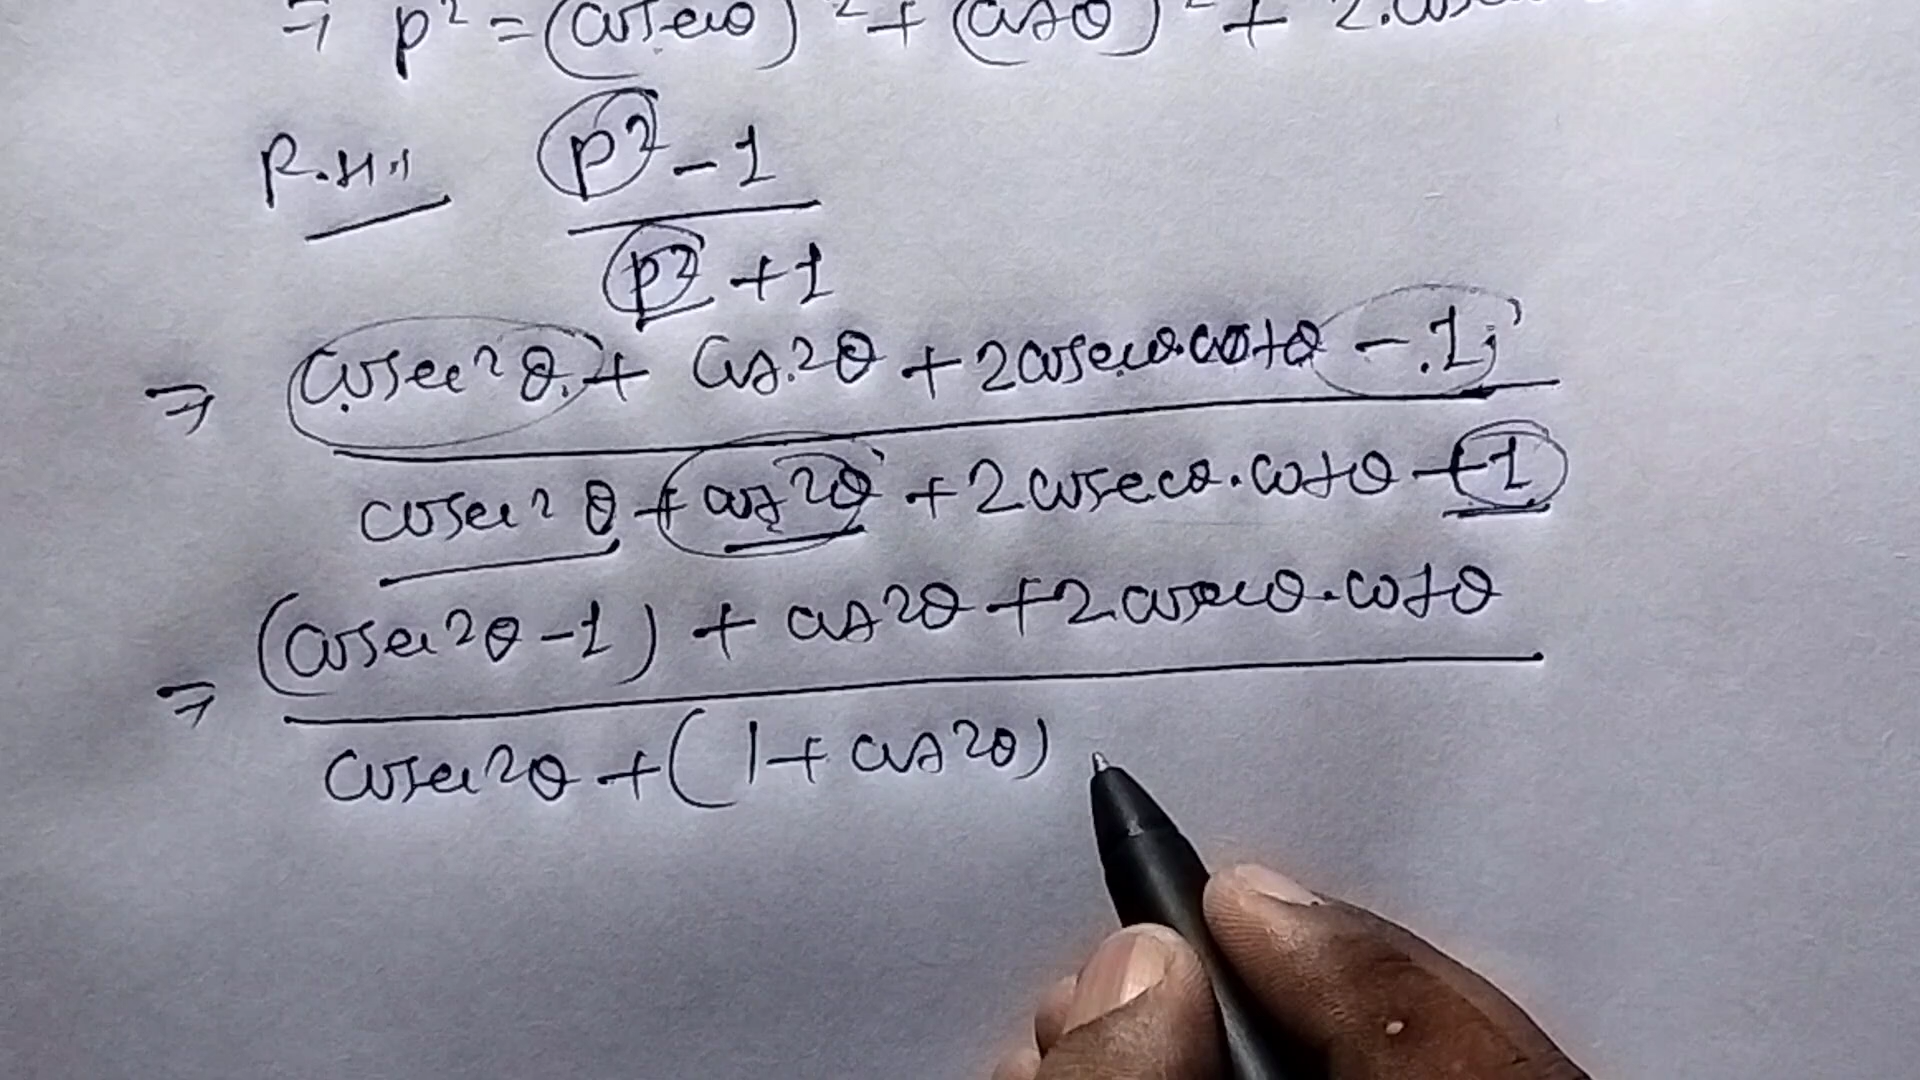 ⇒ p² = (cosecθ)² + (cotθ)² + 2.cosec
R.H.S p² - 1
p² + 1
⇒ cosec²θ + cot²θ + 2cosecθ.cotθ - 1
cosec²θ + cot²θ + 2cosecθ.cotθ + 1
⇒ (cosec²θ - 1) + cot²θ + 2cosecθ.cotθ
cosec²θ + (1 + cot²θ)